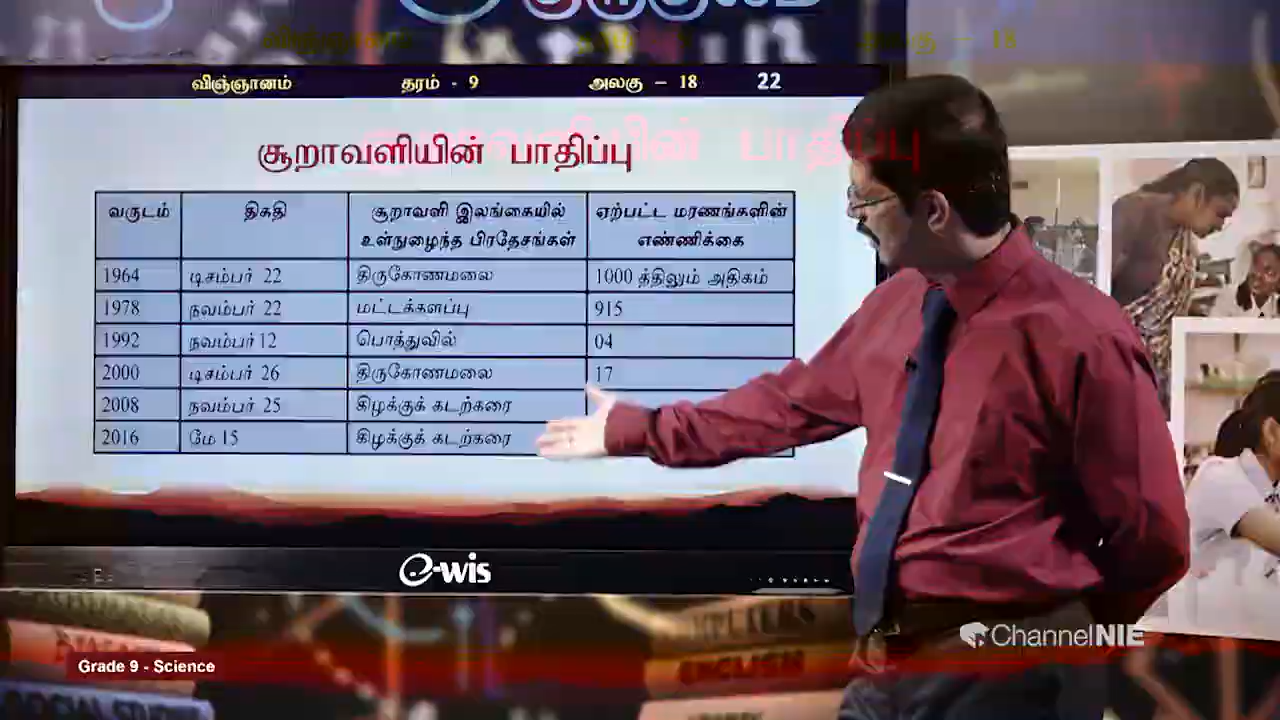 விஞ்ஞானம் தரம் - 9 அலகு - 18 22
சூறாவளியின் பாதிப்பு
வருடம் திகதி சூறாவளி இலங்கையில் உள்நுழைந்த பிரதேசங்கள் ஏற்பட்ட மரணங்களின் எண்ணிக்கை
1964 டிசம்பர் 22 திருகோணமலை 1000 த்திலும் அதிகம்
1978 நவம்பர் 22 மட்டக்களப்பு 915
1992 நவம்பர் 12 பொத்துவில் 04
2000 டிசம்பர் 26 திருகோணமலை 17
2008 நவம்பர் 25 கிழக்குக் கடற்கரை
2016 மே 15 கிழக்குக் கடற்கரை
e-wis
ChannelNIE
ENGLISH
Grade 9 - Science